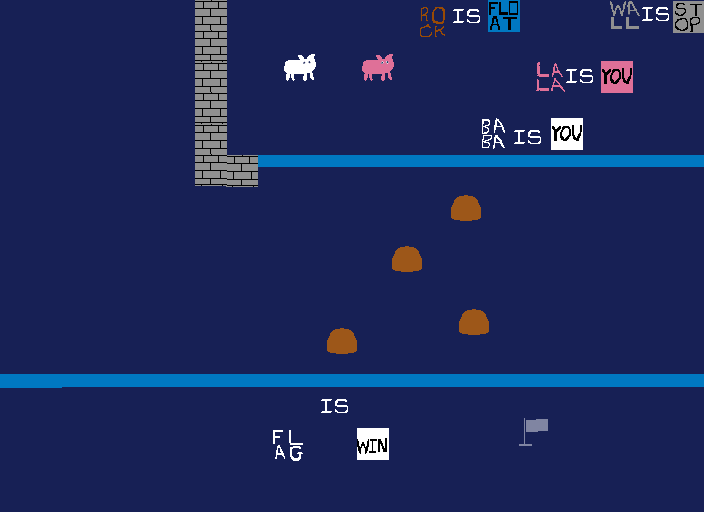 ROCK IS FLOAT
WALL IS STOP
LALA IS YOU
BABA IS YOU
IS
FLAG WIN